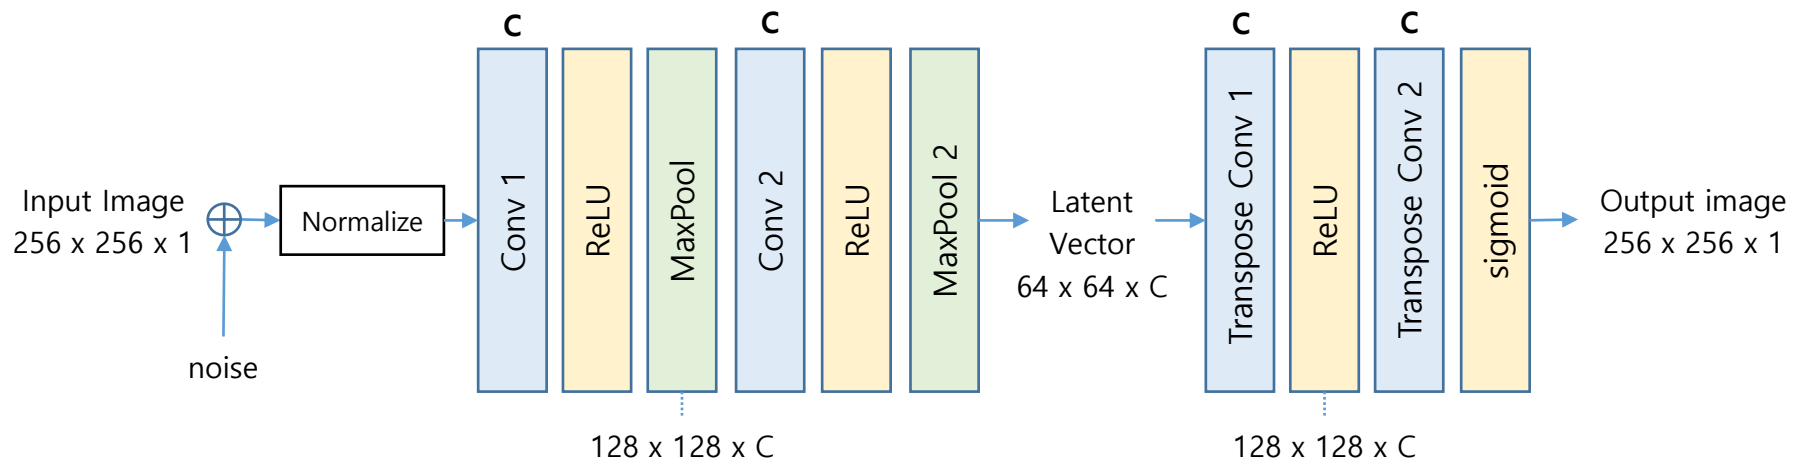 C
C
C
C
Input Image
256 x 256 x 1
noise
Normalize
Conv 1
ReLU
MaxPool
Conv 2
ReLU
MaxPool 2
128 x 128 x C
Latent
Vector
64 x 64 x C
Transpose Conv 1
ReLU
Transpose Conv 2
sigmoid
128 x 128 x C
Output image
256 x 256 x 1